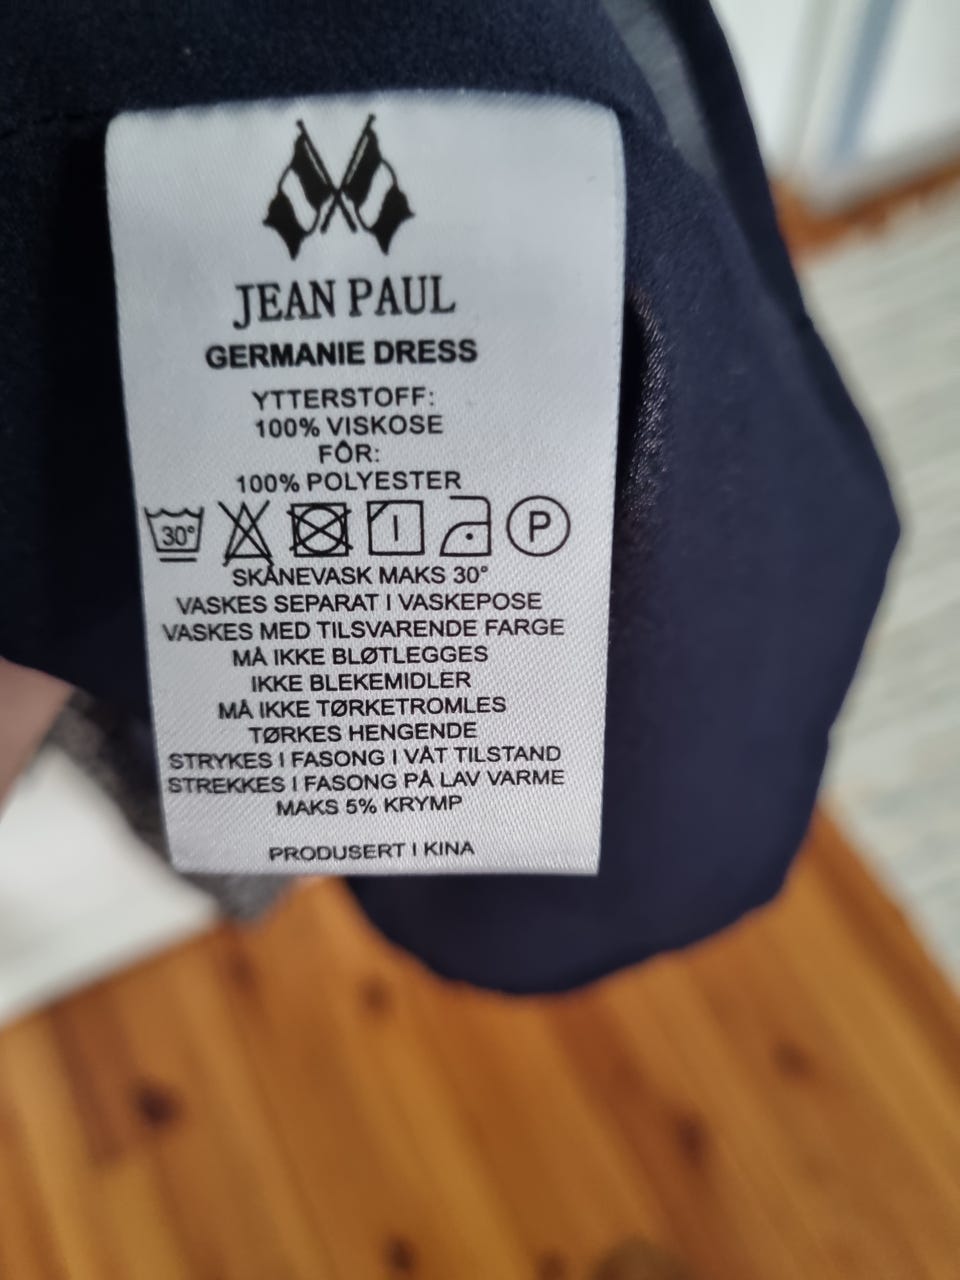 JEAN PAUL
GERMANIE DRESS
YTTERSTOFF:
100% VISKOSE
FÔR:
100% POLYESTER
30° I P
SKÅNEVASK MAKS 30°
VASKES SEPARAT I VASKEPOSE
VASKES MED TILSVARENDE FARGE
MÅ IKKE BLØTLEGGES
IKKE BLEKEMIDLER
MÅ IKKE TØRKETROMLES
TØRKES HENGENDE
STRYKES I FASONG I VÅT TILSTAND
STREKKES I FASONG PÅ LAV VARME
MAKS 5% KRYMP
PRODUSERT I KINA